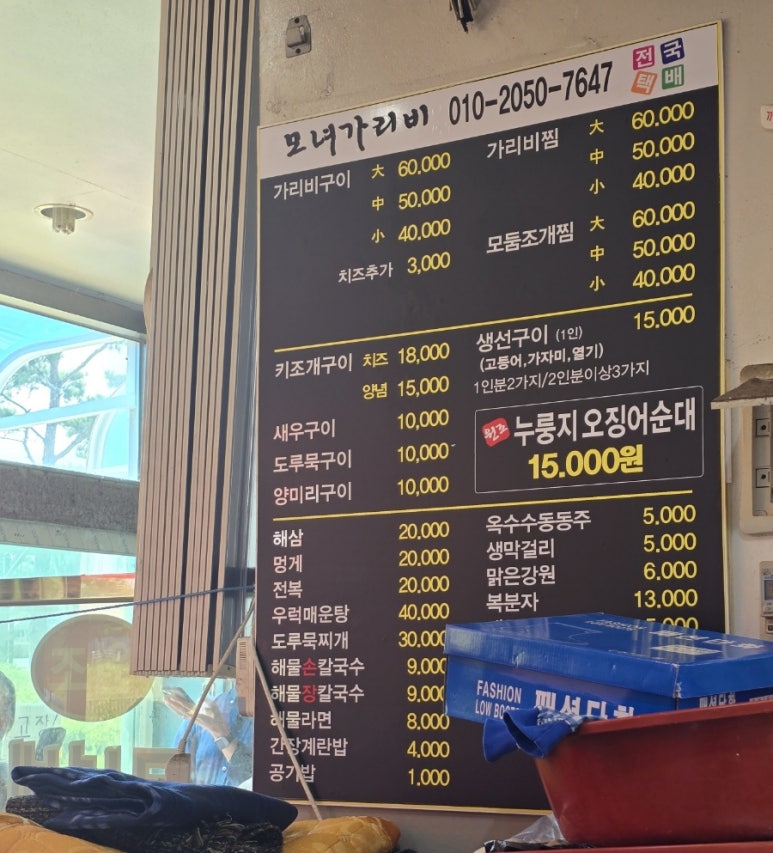 모녀가리비 010-2050-7647 전국택배
가리비구이 大 60.000
中 50.000
小 40.000
치즈추가 3,000
가리비찜 大 60.000
中 50.000
小 40.000
모둠조개찜 大 60.000
中 50.000
小 40.000
키조개구이 치즈 18,000
양념 15,000
새우구이 10,000
도루묵구이 10,000
양미리구이 10,000
생선구이 (1인) 15.000
(고등어,가자미,열기)
1인분2가지/2인분이상3가지
원조 누룽지 오징어순대
15.000원
해삼 20,000
멍게 20.000
전복 20.000
우럭매운탕 40.000
도루묵찌개 30.000
해물손칼국수 9.000
해물장칼국수 9.000
해물라면 8.000
간장계란밥 4,000
공기밥 1,000
옥수수동동주 5.000
생막걸리 5.000
맑은강원 6.000
복분자 13.000
5.000
FASHION
LOW BOOTS
패션단화